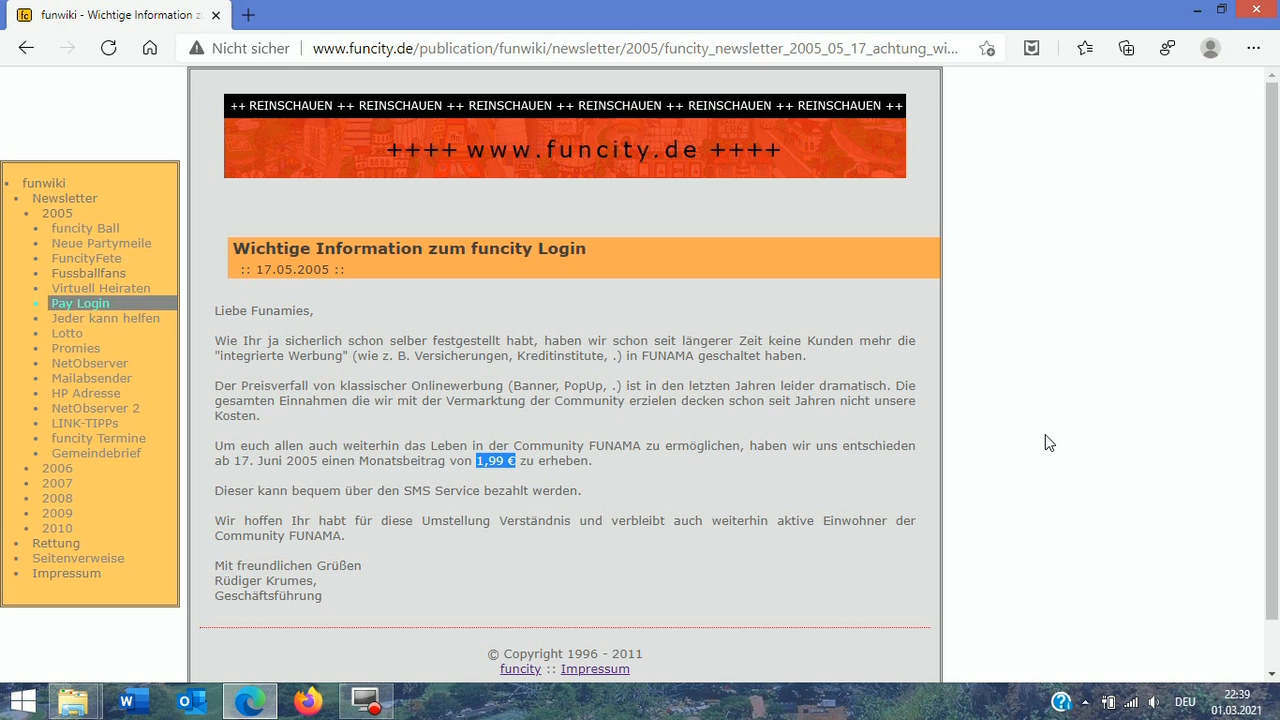 funwiki - Wichtige Information z
Nicht sicher
www.funcity.de/publication/funwiki/newsletter/2005/funcity_newsletter_2005_05_17_achtung_wi...
++ REINSCHAUEN ++ REINSCHAUEN ++ REINSCHAUEN ++ REINSCHAUEN ++ REINSCHAUEN ++ REINSCHAUEN ++
++++ www.funcity.de ++++
funwiki
Newsletter
2005
funcity Ball
Neue Partymeile
FuncityFete
Fussballfans
Virtuell Heiraten
Pay Login
Jeder kann helfen
Lotto
Promies
NetObserver
Mailabsender
HP Adresse
NetObserver 2
LINK-TIPPs
funcity Termine
Gemeindebrief
2006
2007
2008
2009
2010
Rettung
Seitenverweise
Impressum
Wichtige Information zum funcity Login
:: 17.05.2005 ::
Liebe Funamies,
Wie Ihr ja sicherlich schon selber festgestellt habt, haben wir schon seit längerer Zeit keine Kunden mehr die
"integrierte Werbung" (wie z. B. Versicherungen, Kreditinstitute, .) in FUNAMA geschaltet haben.
Der Preisverfall von klassischer Onlinewerbung (Banner, PopUp, .) ist in den letzten Jahren leider dramatisch. Die
gesamten Einnahmen die wir mit der Vermarktung der Community erzielen decken schon seit Jahren nicht unsere
Kosten.
Um euch allen auch weiterhin das Leben in der Community FUNAMA zu ermöglichen, haben wir uns entschieden
ab 17. Juni 2005 einen Monatsbeitrag von 1,99 € zu erheben.
Dieser kann bequem über den SMS Service bezahlt werden.
Wir hoffen Ihr habt für diese Umstellung Verständnis und verbleibt auch weiterhin aktive Einwohner der
Community FUNAMA.
Mit freundlichen Grüßen
Rüdiger Krumes,
Geschäftsführung
© Copyright 1996 - 2011
funcity :: Impressum
DEU
22:39
01.03.2021